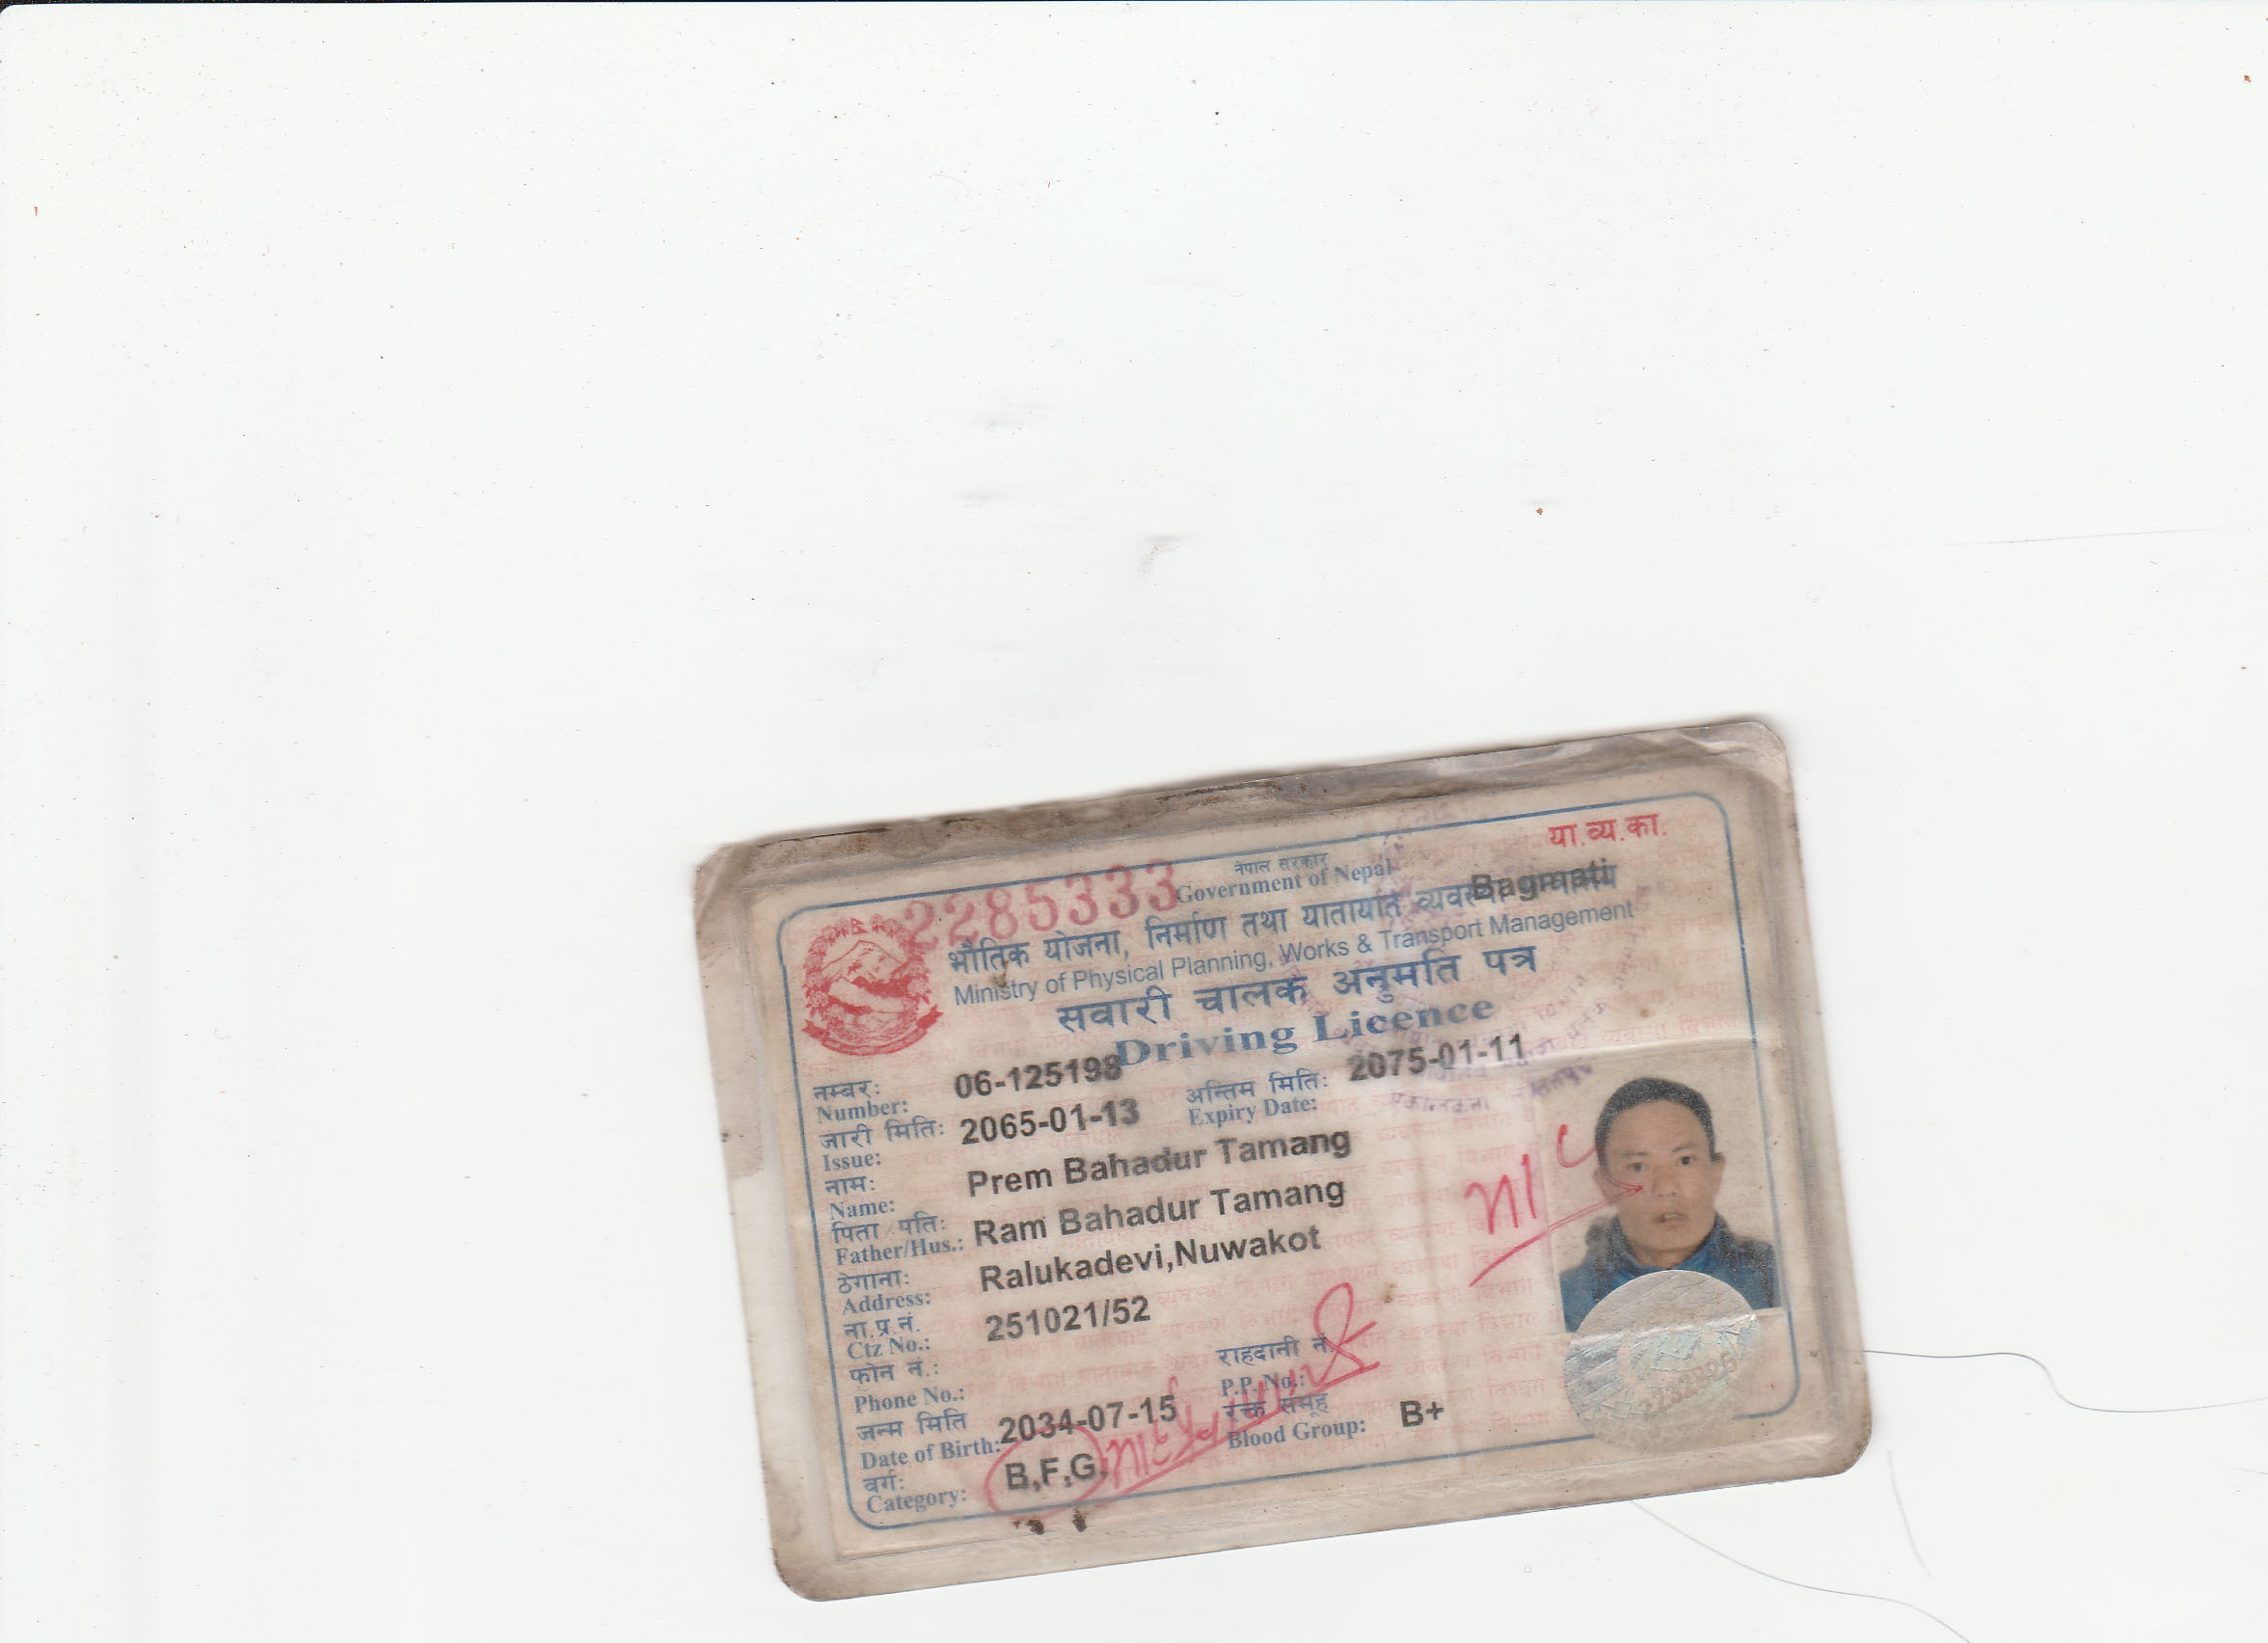 या.व्य.का.
2285333
नेपाल सरकार
Government of Nepal
Bagmati
भौतिक योजना, निर्माण तथा यातायात
Ministry of Physical Planning, Works & Transport Management
सवारी चालक अनुमति पत्र
Driving Licence
नम्बर: 06-125198
Number:
अन्तिम मिति: 2075-01-11
Expiry Date:
जारी मिति: 2065-01-13
Issue:
नाम: Prem Bahadur Tamang
Name:
पिता/पति: Ram Bahadur Tamang
Father/Hus.:
ठेगाना: Ralukadevi,Nuwakot
Address:
ना.प्र.नं. 251021/52
Ctz No.:
फोन नं.:
Phone No.:
राहदानी नं.
P.P. No.:
जन्म मिति 2034-07-15
Date of Birth:
रक्त समूह B+
Blood Group:
वर्ग: B,F,G,
Category: